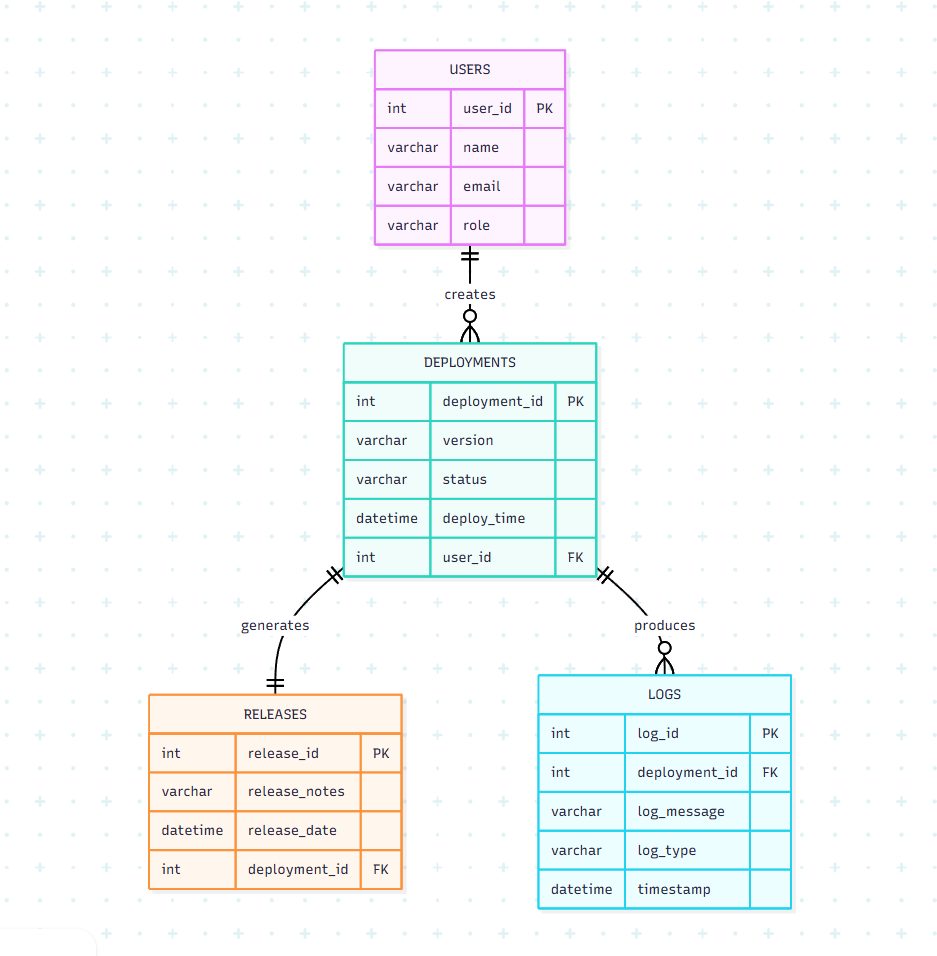 USERS
int user_id PK
varchar name
varchar email
varchar role
creates
DEPLOYMENTS
int deployment_id PK
varchar version
varchar status
datetime deploy_time
int user_id FK
generates
produces
RELEASES
int release_id PK
varchar release_notes
datetime release_date
int deployment_id FK
LOGS
int log_id PK
int deployment_id FK
varchar log_message
varchar log_type
datetime timestamp